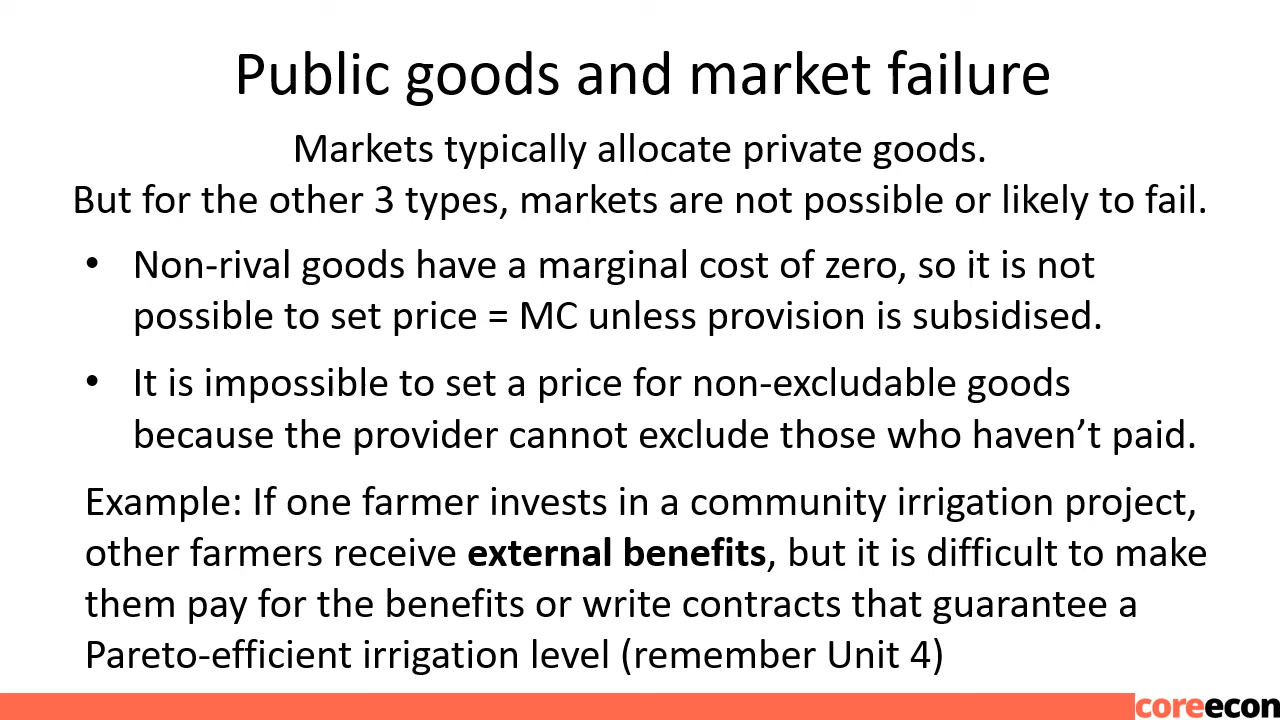 Public goods and market failure
Markets typically allocate private goods.
But for the other 3 types, markets are not possible or likely to fail.
• Non-rival goods have a marginal cost of zero, so it is not
possible to set price = MC unless provision is subsidised.
• It is impossible to set a price for non-excludable goods
because the provider cannot exclude those who haven’t paid.
Example: If one farmer invests in a community irrigation project,
other farmers receive external benefits, but it is difficult to make
them pay for the benefits or write contracts that guarantee a
Pareto-efficient irrigation level (remember Unit 4)
coreecon